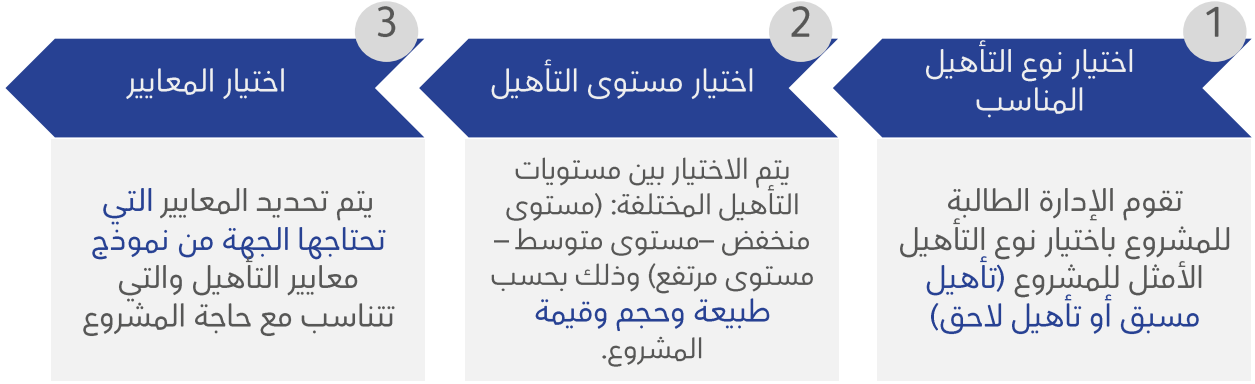 1
اختيار نوع التأهيل
المناسب
تقوم الإدارة الطالبة
للمشروع باختيار نوع التأهيل
الأمثل للمشروع (تأهيل
مسبق أو تأهيل لاحق)
2
اختيار مستوى التأهيل
يتم الاختيار بين مستويات
التأهيل المختلفة: (مستوى
منخفض –مستوى متوسط –
مستوى مرتفع) وذلك بحسب
طبيعة وحجم وقيمة
المشروع.
3
اختيار المعايير
يتم تحديد المعايير التي
تحتاجها الجهة من نموذج
معايير التأهيل والتي
تتناسب مع حاجة المشروع